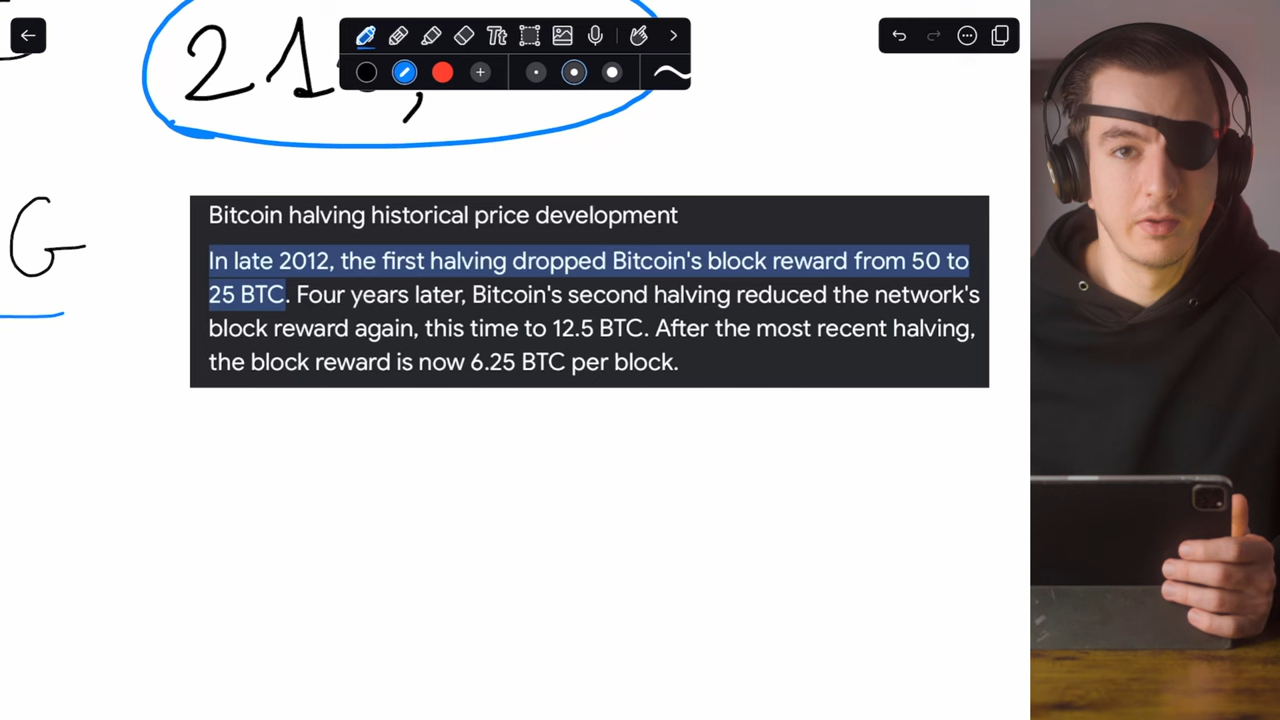 21
Tt
G
Bitcoin halving historical price development
In late 2012, the first halving dropped Bitcoin's block reward from 50 to
25 BTC. Four years later, Bitcoin's second halving reduced the network's
block reward again, this time to 12.5 BTC. After the most recent halving,
the block reward is now 6.25 BTC per block.